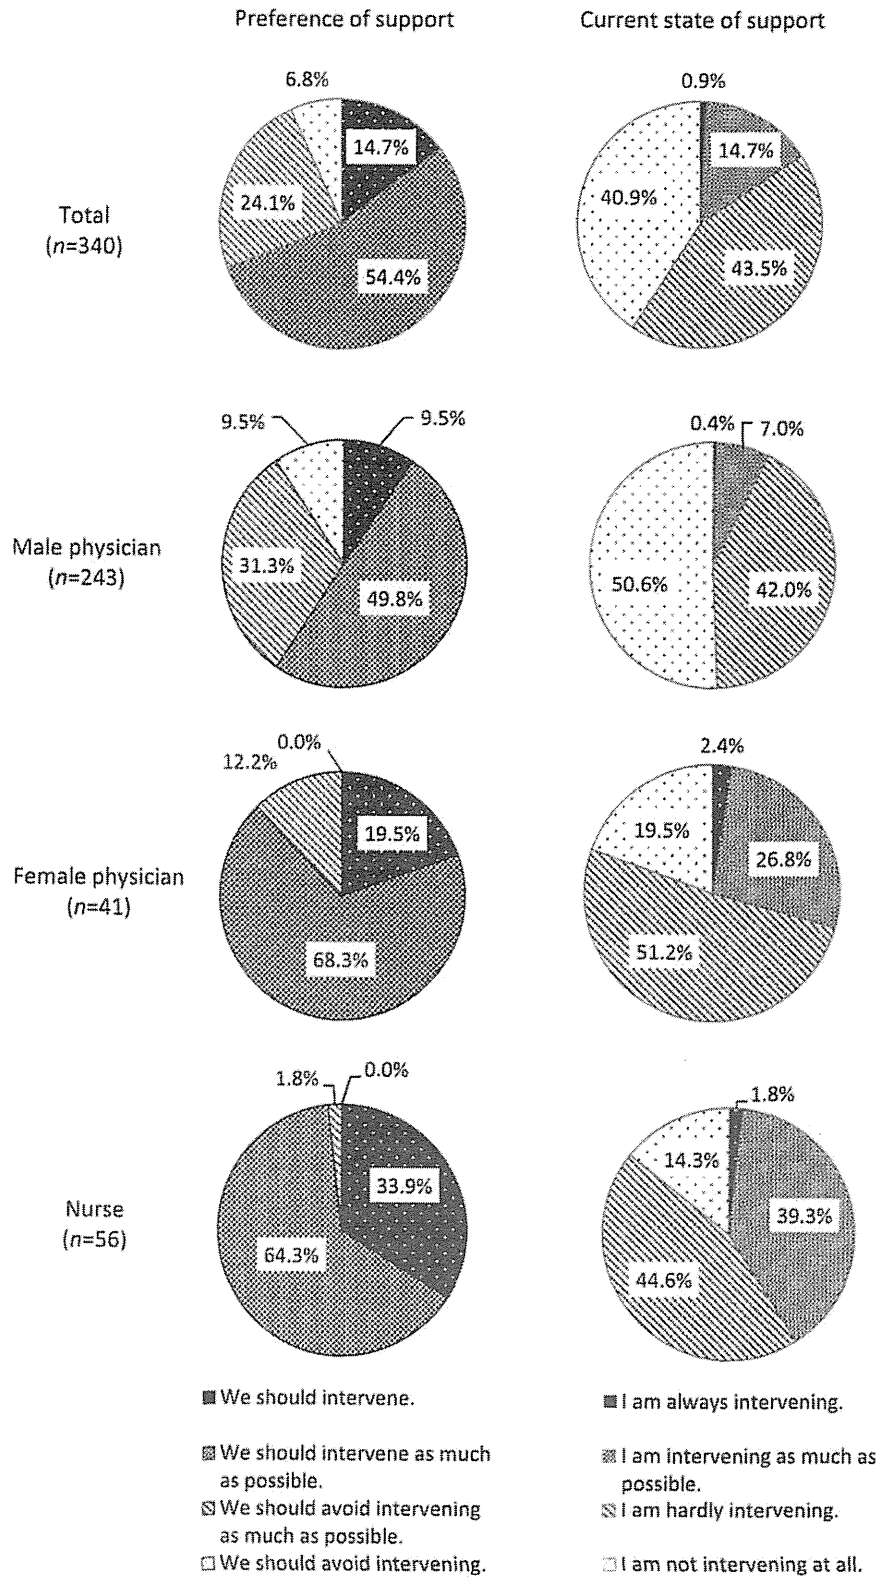 Preference of support
Current state of support
6.8%
14.7%
24.1%
54.4%
0.9%
14.7%
40.9%
43.5%
Total
(n=340)
9.5%
9.5%
31.3%
49.8%
0.4%
7.0%
50.6%
42.0%
Male physician
(n=243)
0.0%
12.2%
19.5%
68.3%
2.4%
19.5%
26.8%
51.2%
Female physician
(n=41)
1.8%
0.0%
33.9%
64.3%
1.8%
14.3%
39.3%
44.6%
Nurse
(n=56)
We should intervene.
We should intervene as much
as possible.
We should avoid intervening
as much as possible.
We should avoid intervening.
I am always intervening.
I am intervening as much as
possible.
I am hardly intervening.
I am not intervening at all.